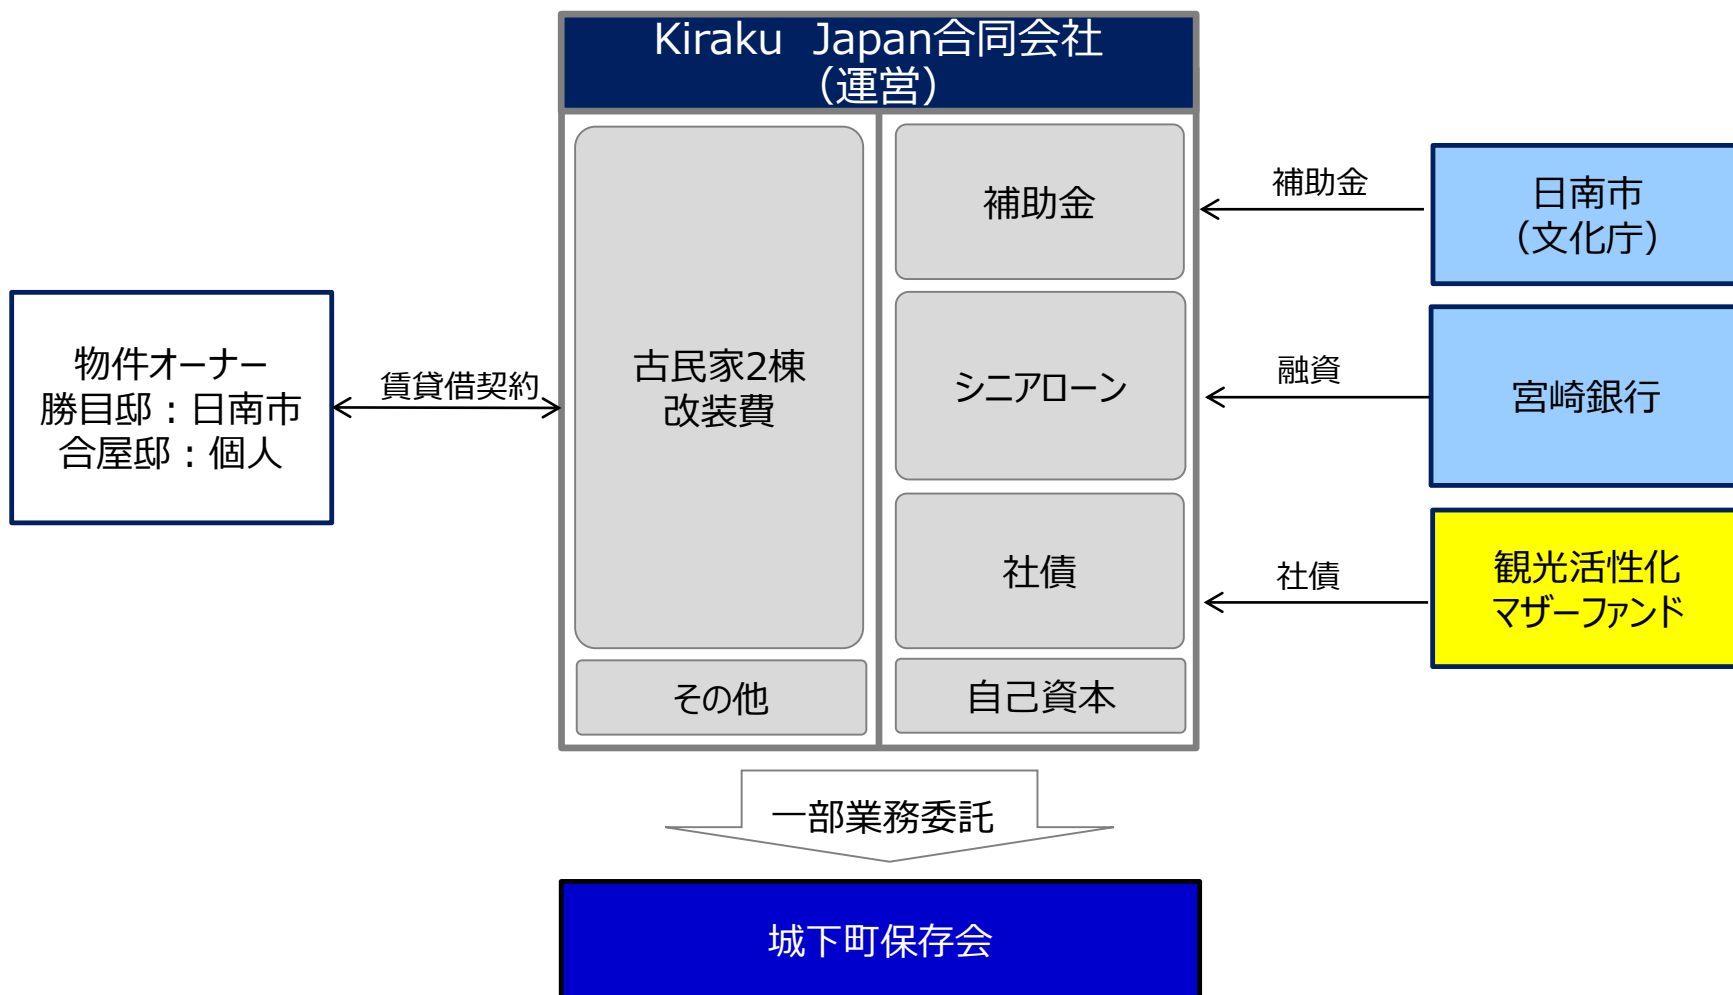 Kiraku Japan合同会社
（運営）
物件オーナー
勝目邸：日南市
合屋邸：個人
賃貸借契約
古民家2棟
改装費
その他
補助金
シニアローン
社債
自己資本
補助金
融資
社債
日南市
（文化庁）
宮崎銀行
観光活性化
マザーファンド
一部業務委託
城下町保存会